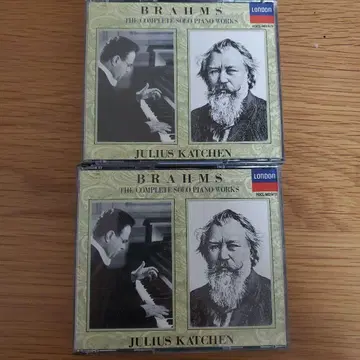 BRAHMS
THE COMPLETE SOLO PIANO WORKS
LONDON
JULIUS KATCHEN
BRAHMS
THE COMPLETE SOLO PIANO WORKS
LONDON
JULIUS KATCHEN